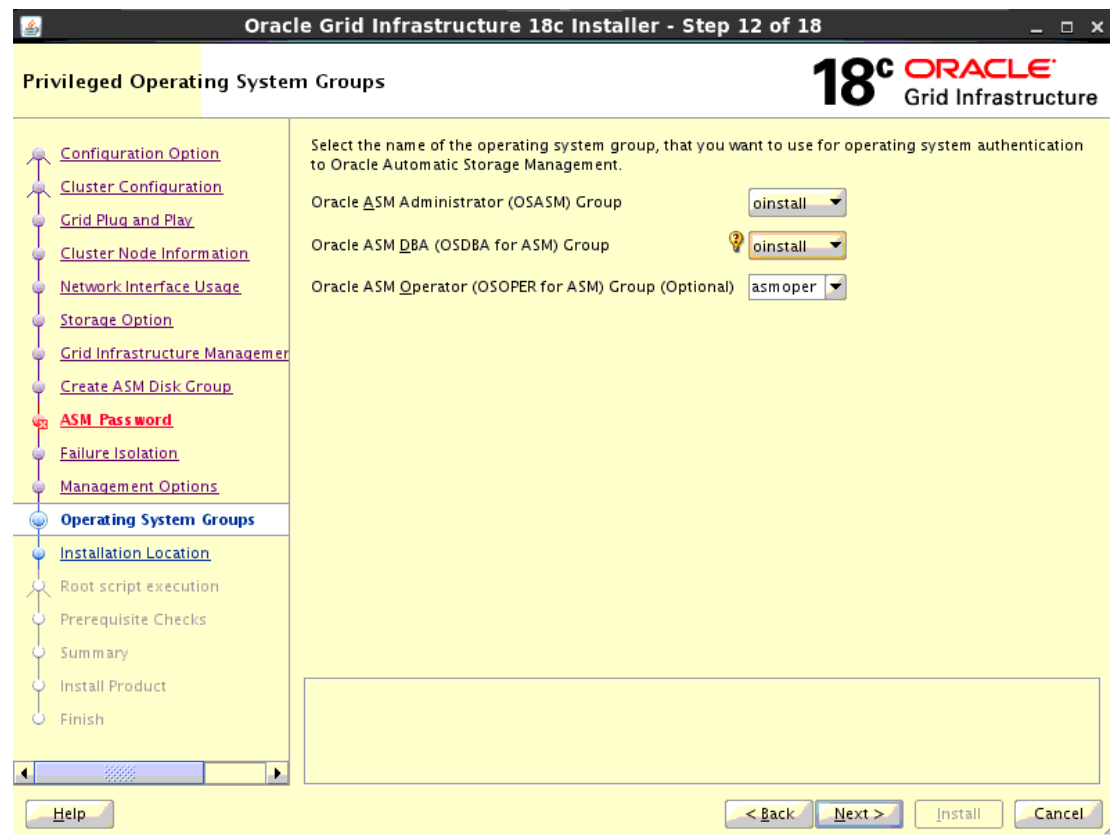 Oracle Grid Infrastructure 18c Installer - Step 12 of 18
Privileged Operating System Groups
18c ORACLE
Grid Infrastructure
Configuration Option
Cluster Configuration
Grid Plug and Play
Cluster Node Information
Network Interface Usage
Storage Option
Grid Infrastructure Managemer
Create ASM Disk Group
ASM Password
Failure Isolation
Management Options
Operating System Groups
Installation Location
Root script execution
Prerequisite Checks
Summary
Install Product
Finish
Select the name of the operating system group, that you want to use for operating system authentication
to Oracle Automatic Storage Management.
Oracle ASM Administrator (OSASM) Group oinstall
Oracle ASM DBA (OSDBA for ASM) Group oinstall
Oracle ASM Operator (OSOPER for ASM) Group (Optional) asmoper
Help < Back Next > Install Cancel